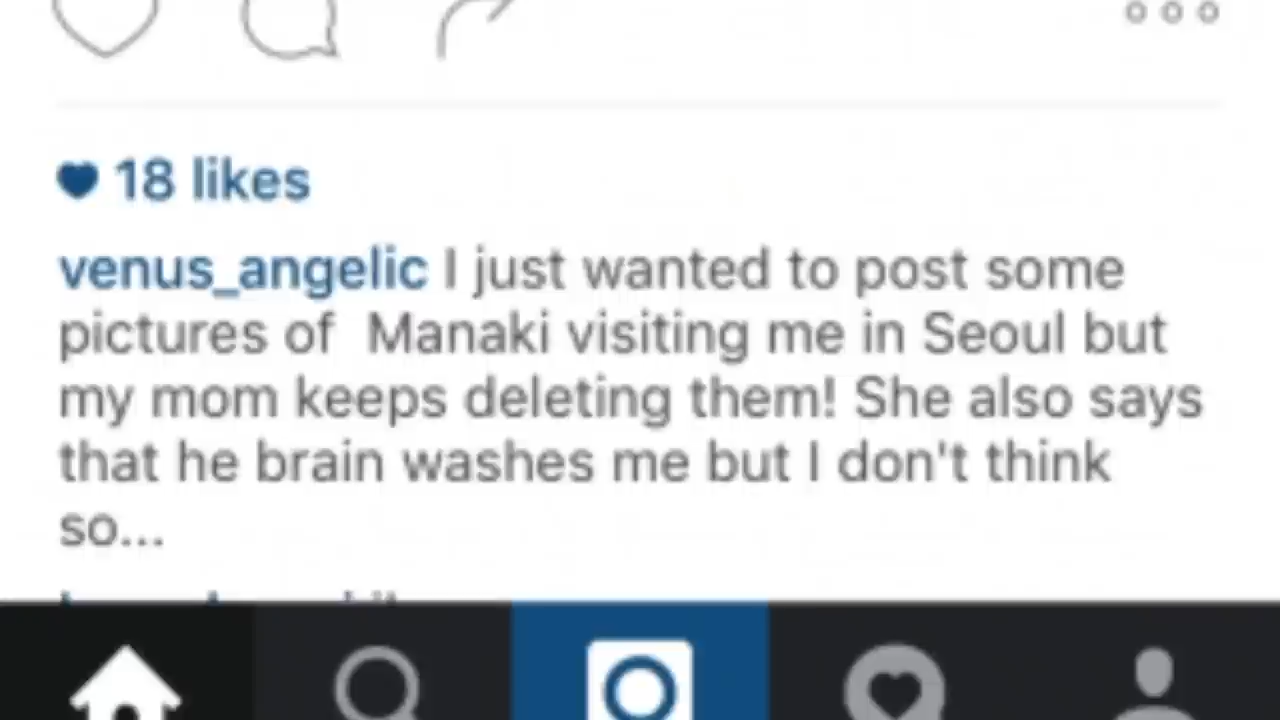 18 likes
venus_angelic I just wanted to post some
pictures of  Manaki visiting me in Seoul but
my mom keeps deleting them! She also says
that he brain washes me but I don't think
so...